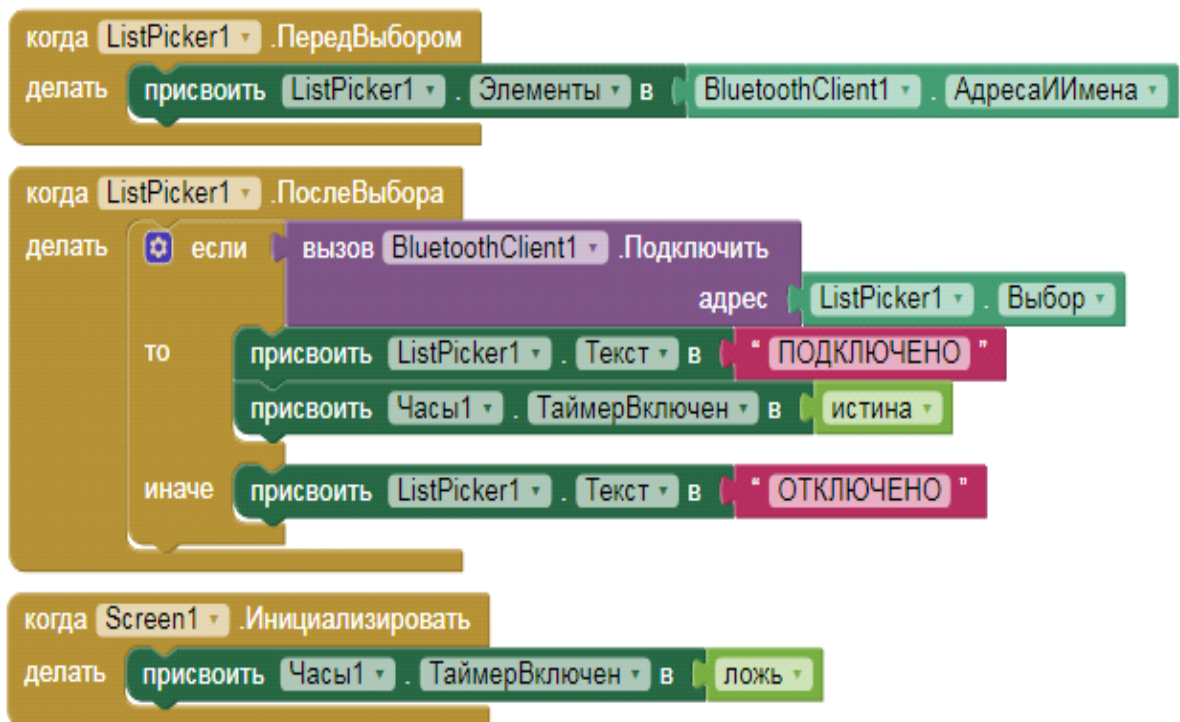 когда ListPicker1 .ПередВыбором
делать присвоить ListPicker1 . Элементы в BluetoothClient1 . АдресаИИмена
когда ListPicker1 .ПослеВыбора
делать если вызов BluetoothClient1 .Подключить
адрес ListPicker1 . Выбор
то присвоить ListPicker1 . Текст в “ ПОДКЛЮЧЕНО ”
присвоить Часы1 . ТаймерВключен в истина
иначе присвоить ListPicker1 . Текст в “ ОТКЛЮЧЕНО ”
когда Screen1 .Инициализировать
делать присвоить Часы1 . ТаймерВключен в ложь